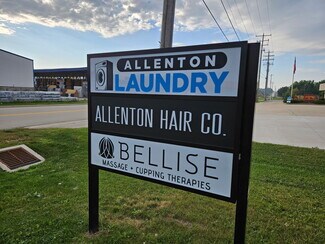 ALLENTON
LAUNDRY
ALLENTON HAIR CO.
BELLISE
MASSAGE + CUPPING THERAPIES